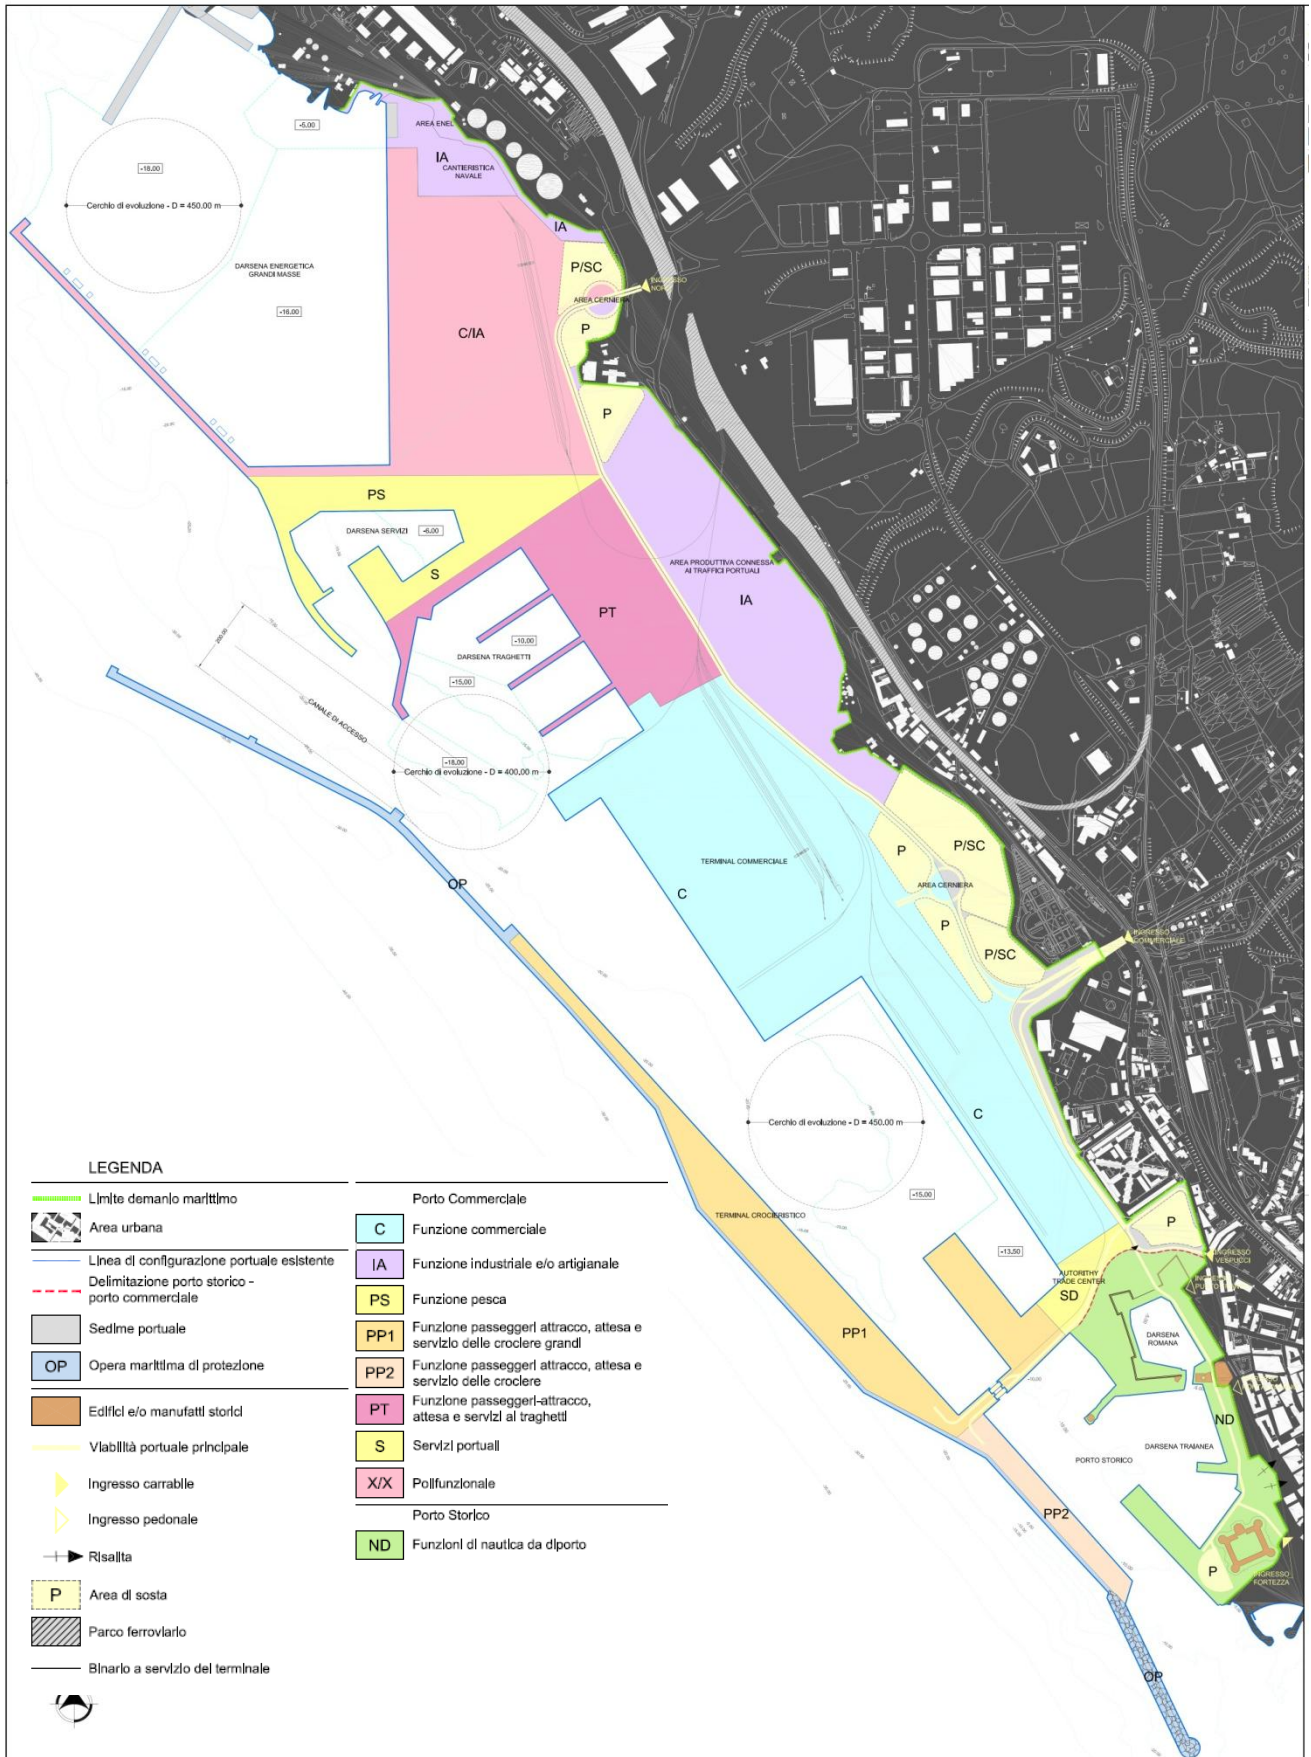 AREA ENEL
-5,00
IA
CANTIERISTICA
NAVALE
-18.00
Cerchio di evoluzione - D = 450.00 m
IA
P/SC
INGRESSO
DARSENA ENERGETICA
GRANDI MASSE
AREA CERNIERA
-16.00
C/IA
P
P
PS
DARSENA SERVIZI
-6.00
S
AREA PRODUTTIVA CONNESSA
AI TRAFFICI PORTUALI
IA
PT
200.00
-10.00
DARSENA TRAGHETTI
-15.00
CANALE DI ACCESSO
-18.00
Cerchio di evoluzione - D = 400.00 m
P
P/SC
TERMINAL COMMERCIALE
AREA CERNIERA
OP
C
P
P/SC
INGRESSO
COMMERCIALE
C
Cerchio di evoluzione - D = 450.00 m
-15.00
TERMINAL CROCIERISTICO
P
-13.50
INGRESSO
VESPUCCI
AUTORITHY
TRADE CENTER
SD
PP1
DARSENA
ROMANA
ND
DARSENA TRAIANEA
PORTO STORICO
PP2
P
INGRESSO
FORTEZZA
OP
LEGENDA
Limite demanio marittimo
Area urbana
Linea di configurazione portuale esistente
Delimitazione porto storico -
porto commerciale
Sedime portuale
OP Opera marittima di protezione
Edifici e/o manufatti storici
Viabilità portuale principale
Ingresso carrabile
Ingresso pedonale
Risalita
P Area di sosta
Parco ferroviario
Binario a servizio del terminale
Porto Commerciale
C Funzione commerciale
IA Funzione industriale e/o artigianale
PS Funzione pesca
PP1 Funzione passeggeri attracco, attesa e
servizio delle crociere grandi
PP2 Funzione passeggeri attracco, attesa e
servizio delle crociere
PT Funzione passeggeri-attracco,
attesa e servizi ai traghetti
S Servizi portuali
X/X Polifunzionale
Porto Storico
ND Funzioni di nautica da diporto